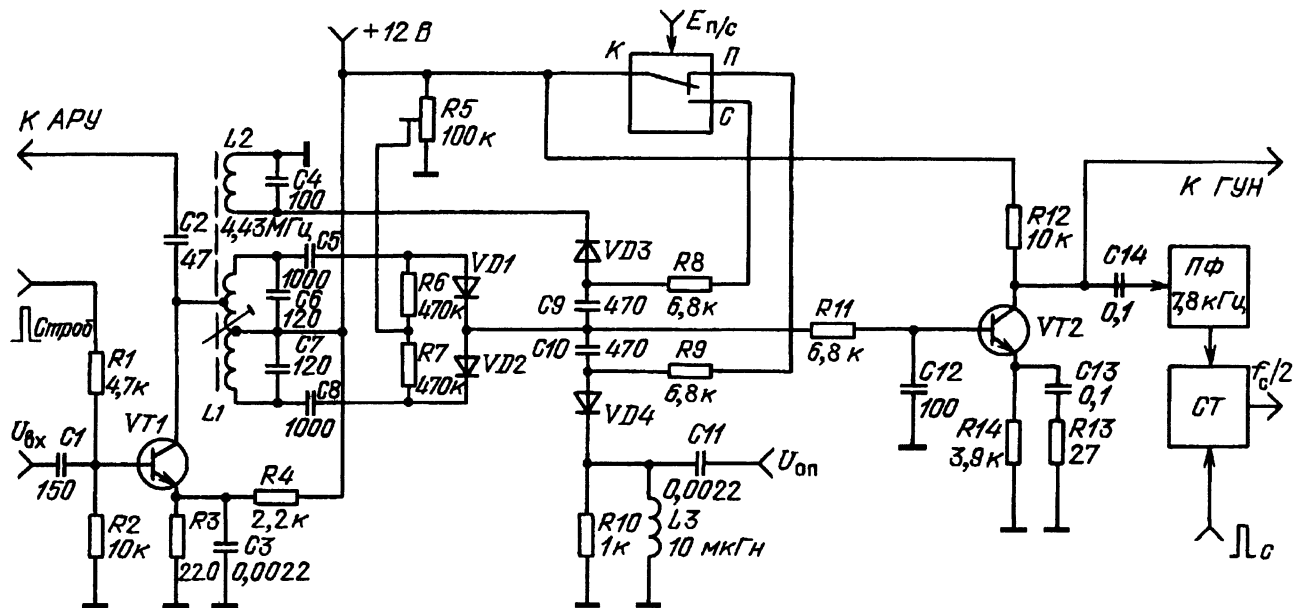 +12 В
Eп/с
К
П
С
К АРУ
L2
R5
100к
C4
100
4,43МГц
К ГУН
C2
47
C5
1000
C6
120
C7
120
C8
1000
L1
R6
470к
R7
470к
VD1
VD2
VD3
C9 470
C10 470
VD4
R8
6,8к
R9
6,8к
R11
6,8к
R12
10к
C14
0,1
ПФ
7,8кГц
VT2
C12
100
C13
0,1
R14
3,9к
R13
27
СТ
fс/2
с
Строб
R1
4,7к
Uвх
C1
150
VT1
R2
10к
R3
220
C3
0,0022
R4
2,2к
C11
0,0022
Uоп
R10
1к
L3
10 мкГн